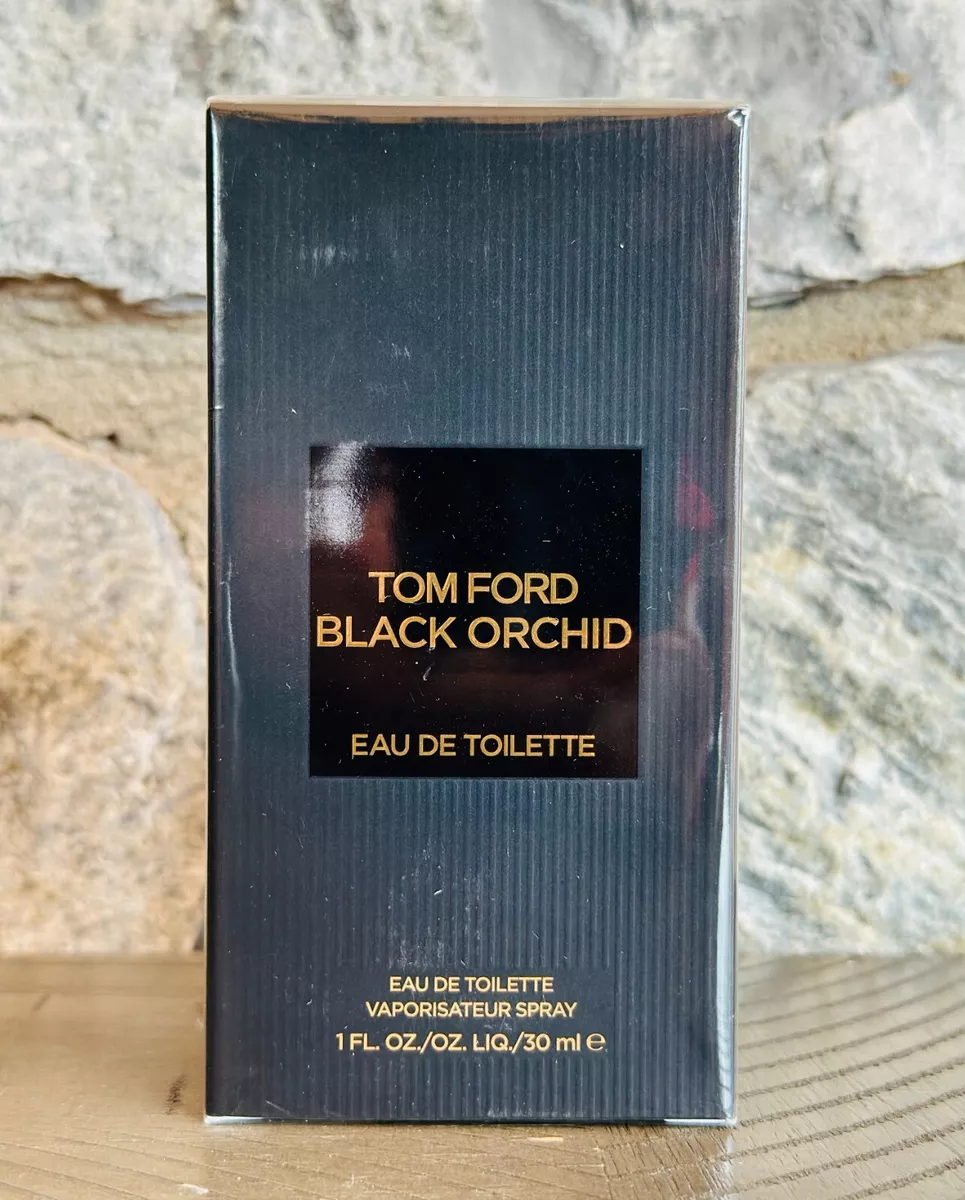 TOM FORD
BLACK ORCHID
EAU DE TOILETTE
EAU DE TOILETTE
VAPORISATEUR SPRAY
1 FL. OZ./OZ. LIQ./30 ml ℮